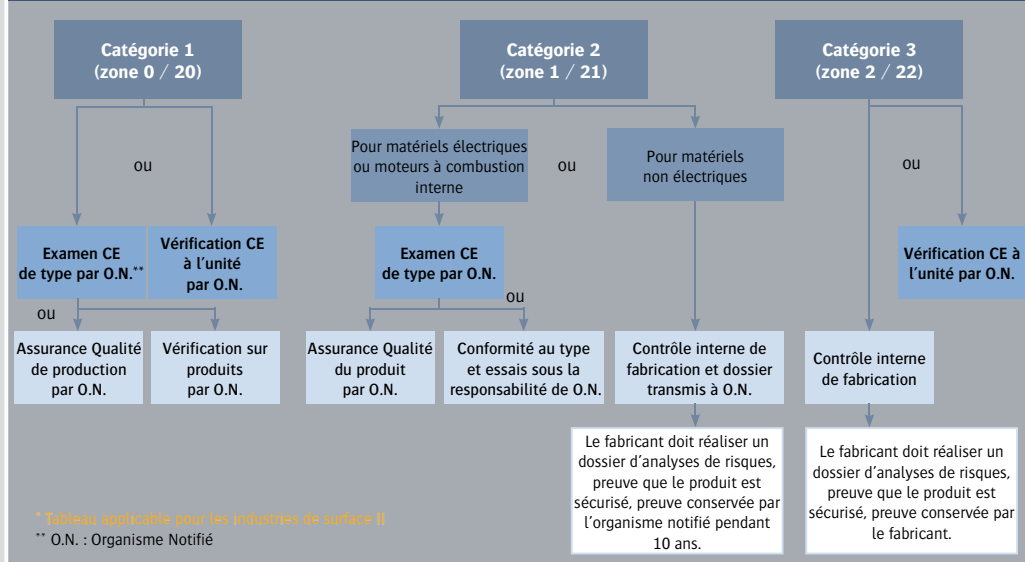 Catégorie 1
(zone 0 / 20)
Catégorie 2
(zone 1 / 21)
Catégorie 3
(zone 2 / 22)
ou
Pour matériels électriques
ou moteurs à combustion
interne
ou
Pour matériels
non électriques
ou
Examen CE
de type par O.N.**
Vérification CE
à l'unité
par O.N.
Examen CE
de type par O.N.
Vérification CE à
l'unité par O.N.
ou
ou
Assurance Qualité
de production
par O.N.
Vérification sur
produits
par O.N.
Assurance Qualité
du produit
par O.N.
Conformité au type
et essais sous la
responsabilité de O.N.
Contrôle interne de
fabrication et dossier
transmis à O.N.
Contrôle interne
de fabrication
Le fabricant doit réaliser un
dossier d'analyses de risques,
preuve que le produit est
sécurisé, preuve conservée par
l'organisme notifié pendant
10 ans.
Le fabricant doit réaliser un
dossier d'analyses de risques,
preuve que le produit est
sécurisé, preuve conservée par
le fabricant.
* Tableau applicable pour les industries de surface II
** O.N. : Organisme Notifié